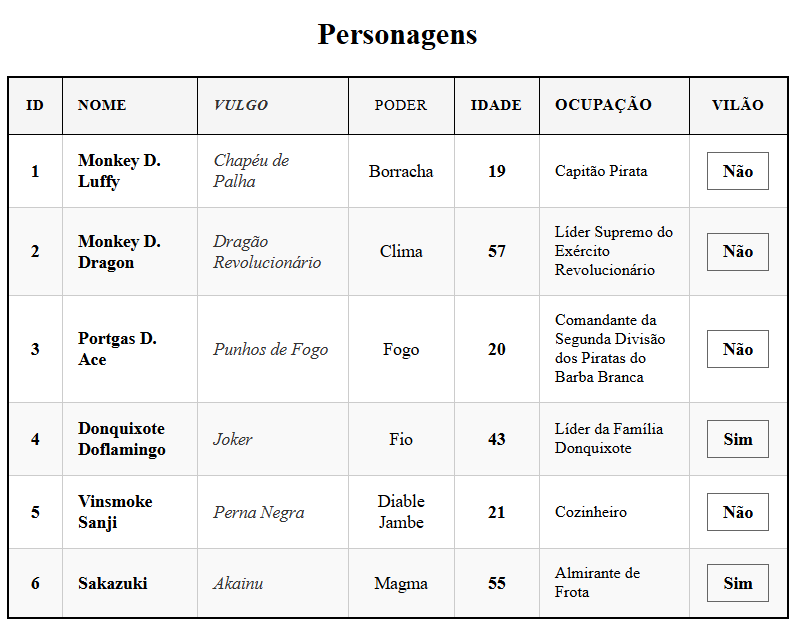 Personagens
ID NOME VULGO PODER IDADE OCUPAÇÃO VILÃO
1 Monkey D. Luffy Chapéu de Palha Borracha 19 Capitão Pirata Não
2 Monkey D. Dragon Dragão Revolucionário Clima 57 Líder Supremo do Exército Revolucionário Não
3 Portgas D. Ace Punhos de Fogo Fogo 20 Comandante da Segunda Divisão dos Piratas do Barba Branca Não
4 Donquixote Doflamingo Joker Fio 43 Líder da Família Donquixote Sim
5 Vinsmoke Sanji Perna Negra Diable Jambe 21 Cozinheiro Não
6 Sakazuki Akainu Magma 55 Almirante de Frota Sim